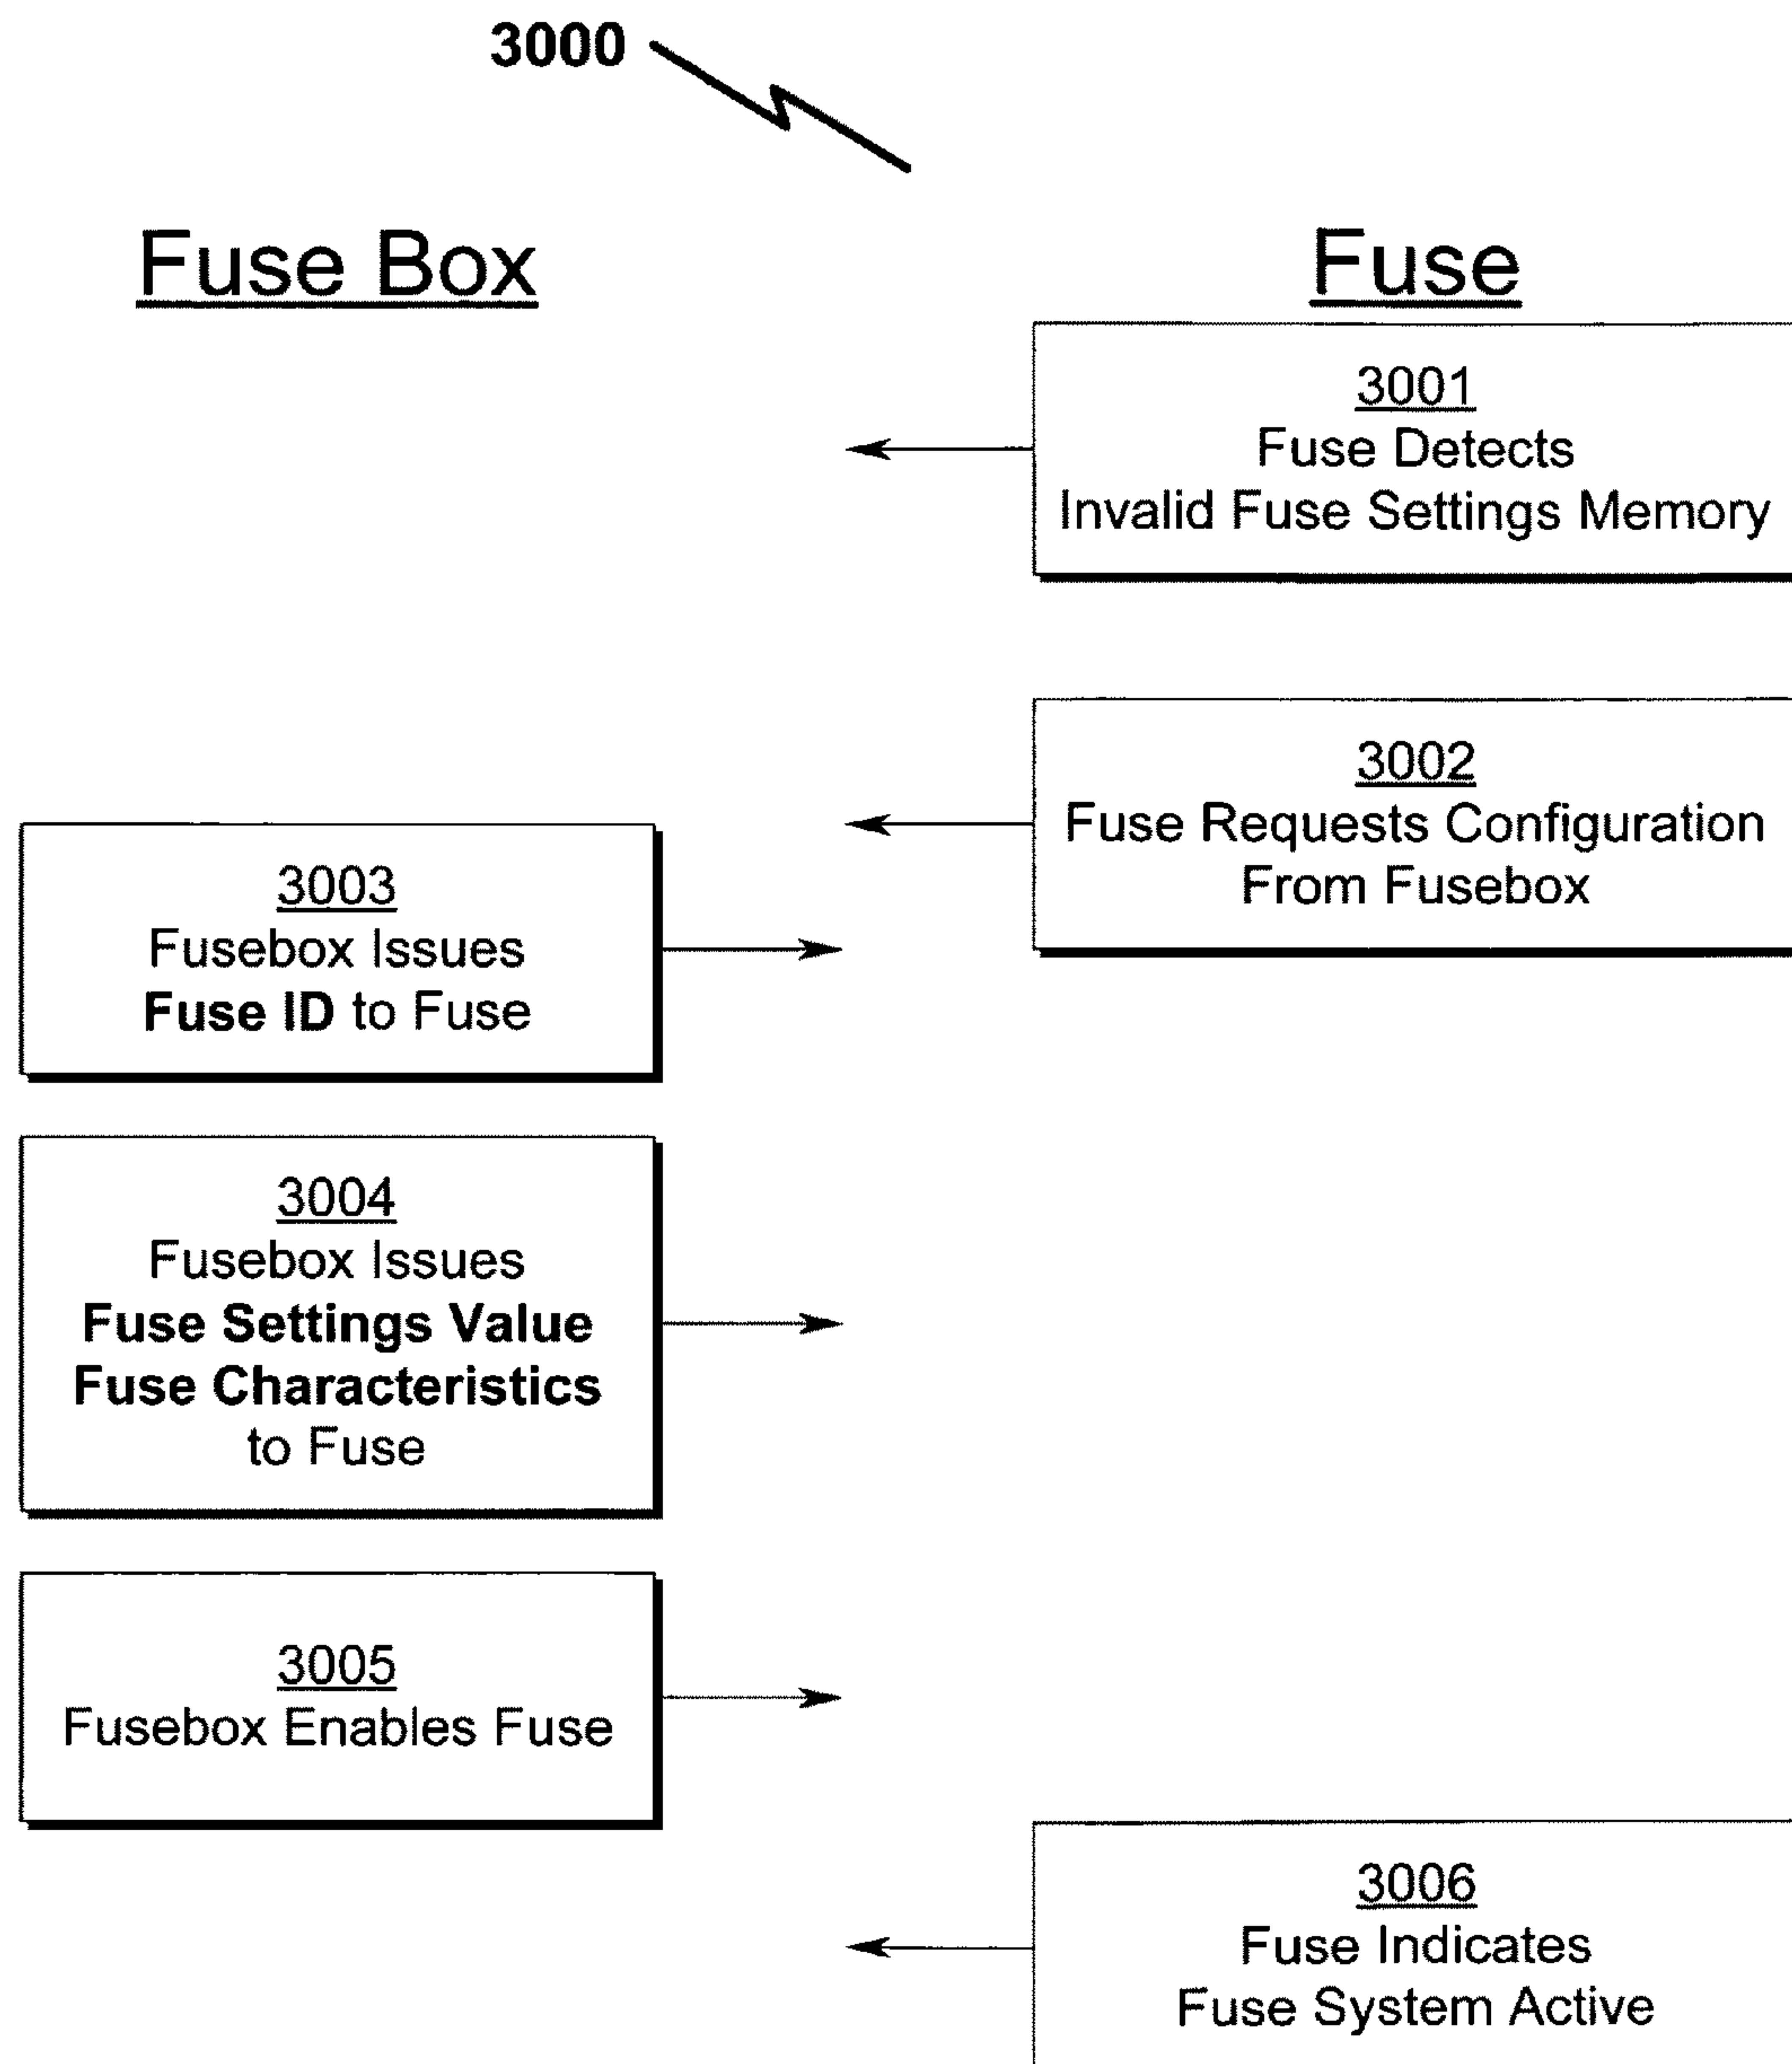 3000
Fuse Box
Fuse
3001
Fuse Detects
Invalid Fuse Settings Memory
3002
Fuse Requests Configuration
From Fusebox
3003
Fusebox Issues
Fuse ID to Fuse
3004
Fusebox Issues
Fuse Settings Value
Fuse Characteristics
to Fuse
3005
Fusebox Enables Fuse
3006
Fuse Indicates
Fuse System Active